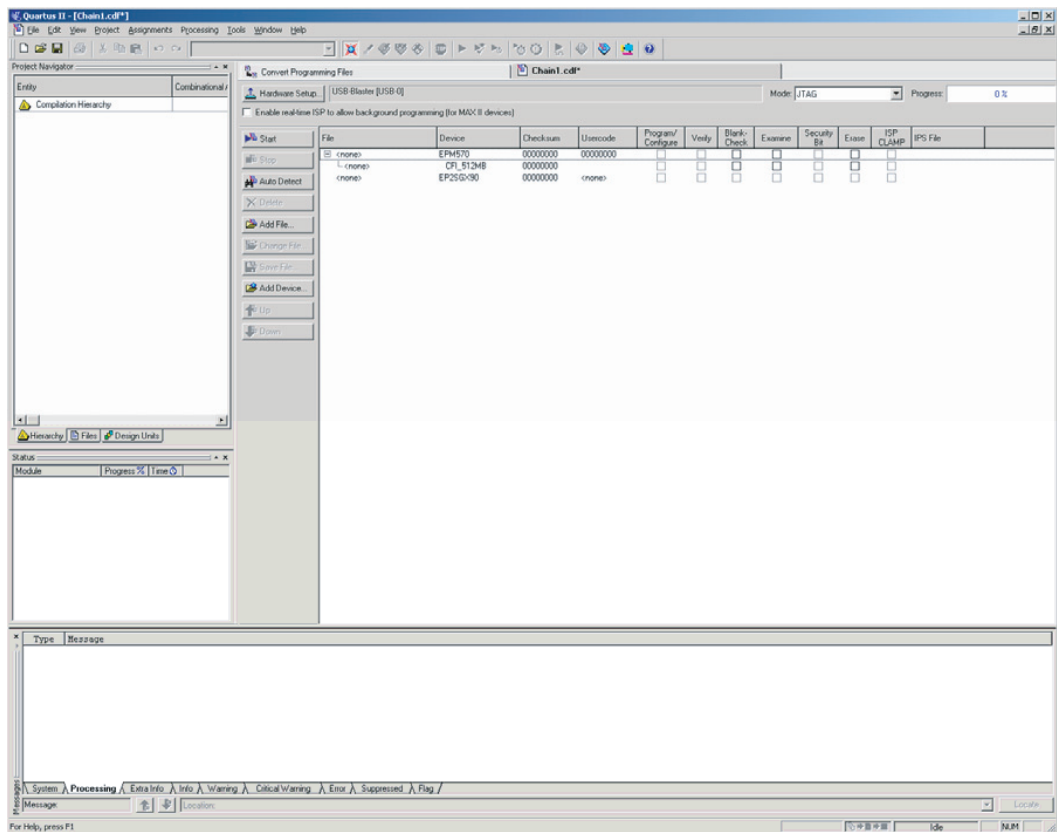 Quartus II - [Chain1.cdf*]
File Edit View Project Assignments Processing Tools Window Help
Project Navigator
Entity Combinational A
Compilation Hierarchy
Hierarchy Files Design Units
Status
Module Progress % Time
Convert Programming Files Chain1.cdf*
Hardware Setup... USB-Blaster [USB-0] Mode: JTAG Progress: 0 %
Enable real-time ISP to allow background programming (for MAX II devices)
Start
Stop
Auto Detect
Delete
Add File...
Change File...
Save File...
Add Device...
Up
Down
File Device Checksum Usercode Program/Configure Verify Blank-Check Examine Security Bit Erase ISP CLAMP IPS File
<none> EPM570 00000000 00000000
<none> CFI_512MB 00000000
<none> EP2SGX90 00000000 <none>
Type Message
Messages
System Processing Extra Info Info Warning Critical Warning Error Suppressed Flag
Message: Location: Locate
For Help, press F1 Idle NUM